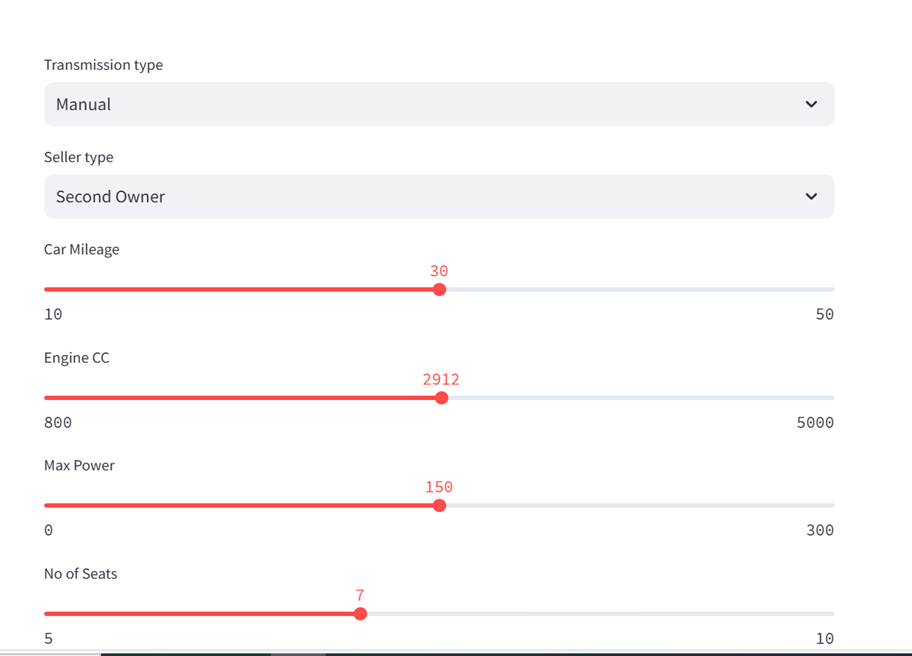 Transmission type
Manual
Seller type
Second Owner
Car Mileage
30
10 50
Engine CC
2912
800 5000
Max Power
150
0 300
No of Seats
7
5 10